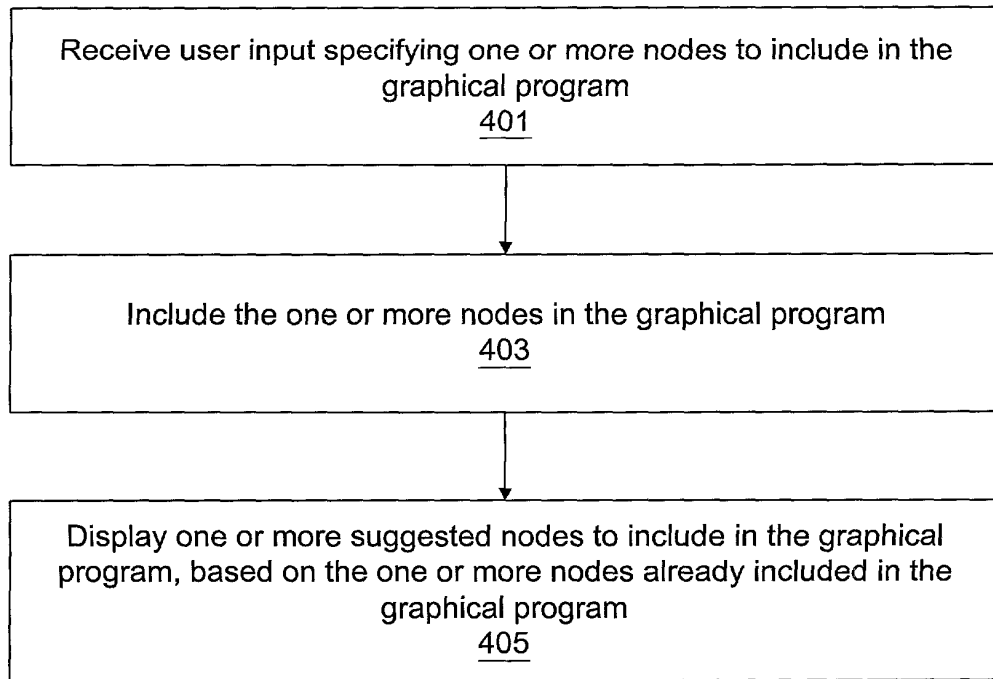 Receive user input specifying one or more nodes to include in the
graphical program
401
Include the one or more nodes in the graphical program
403
Display one or more suggested nodes to include in the graphical
program, based on the one or more nodes already included in the
graphical program
405